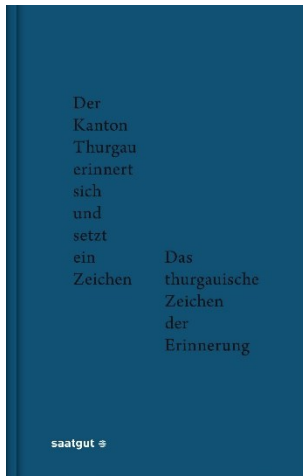 Der
Kanton
Thurgau
erinnert
sich
und
setzt
ein
Zeichen
Das
thurgauische
Zeichen
der
Erinnerung
saatgut